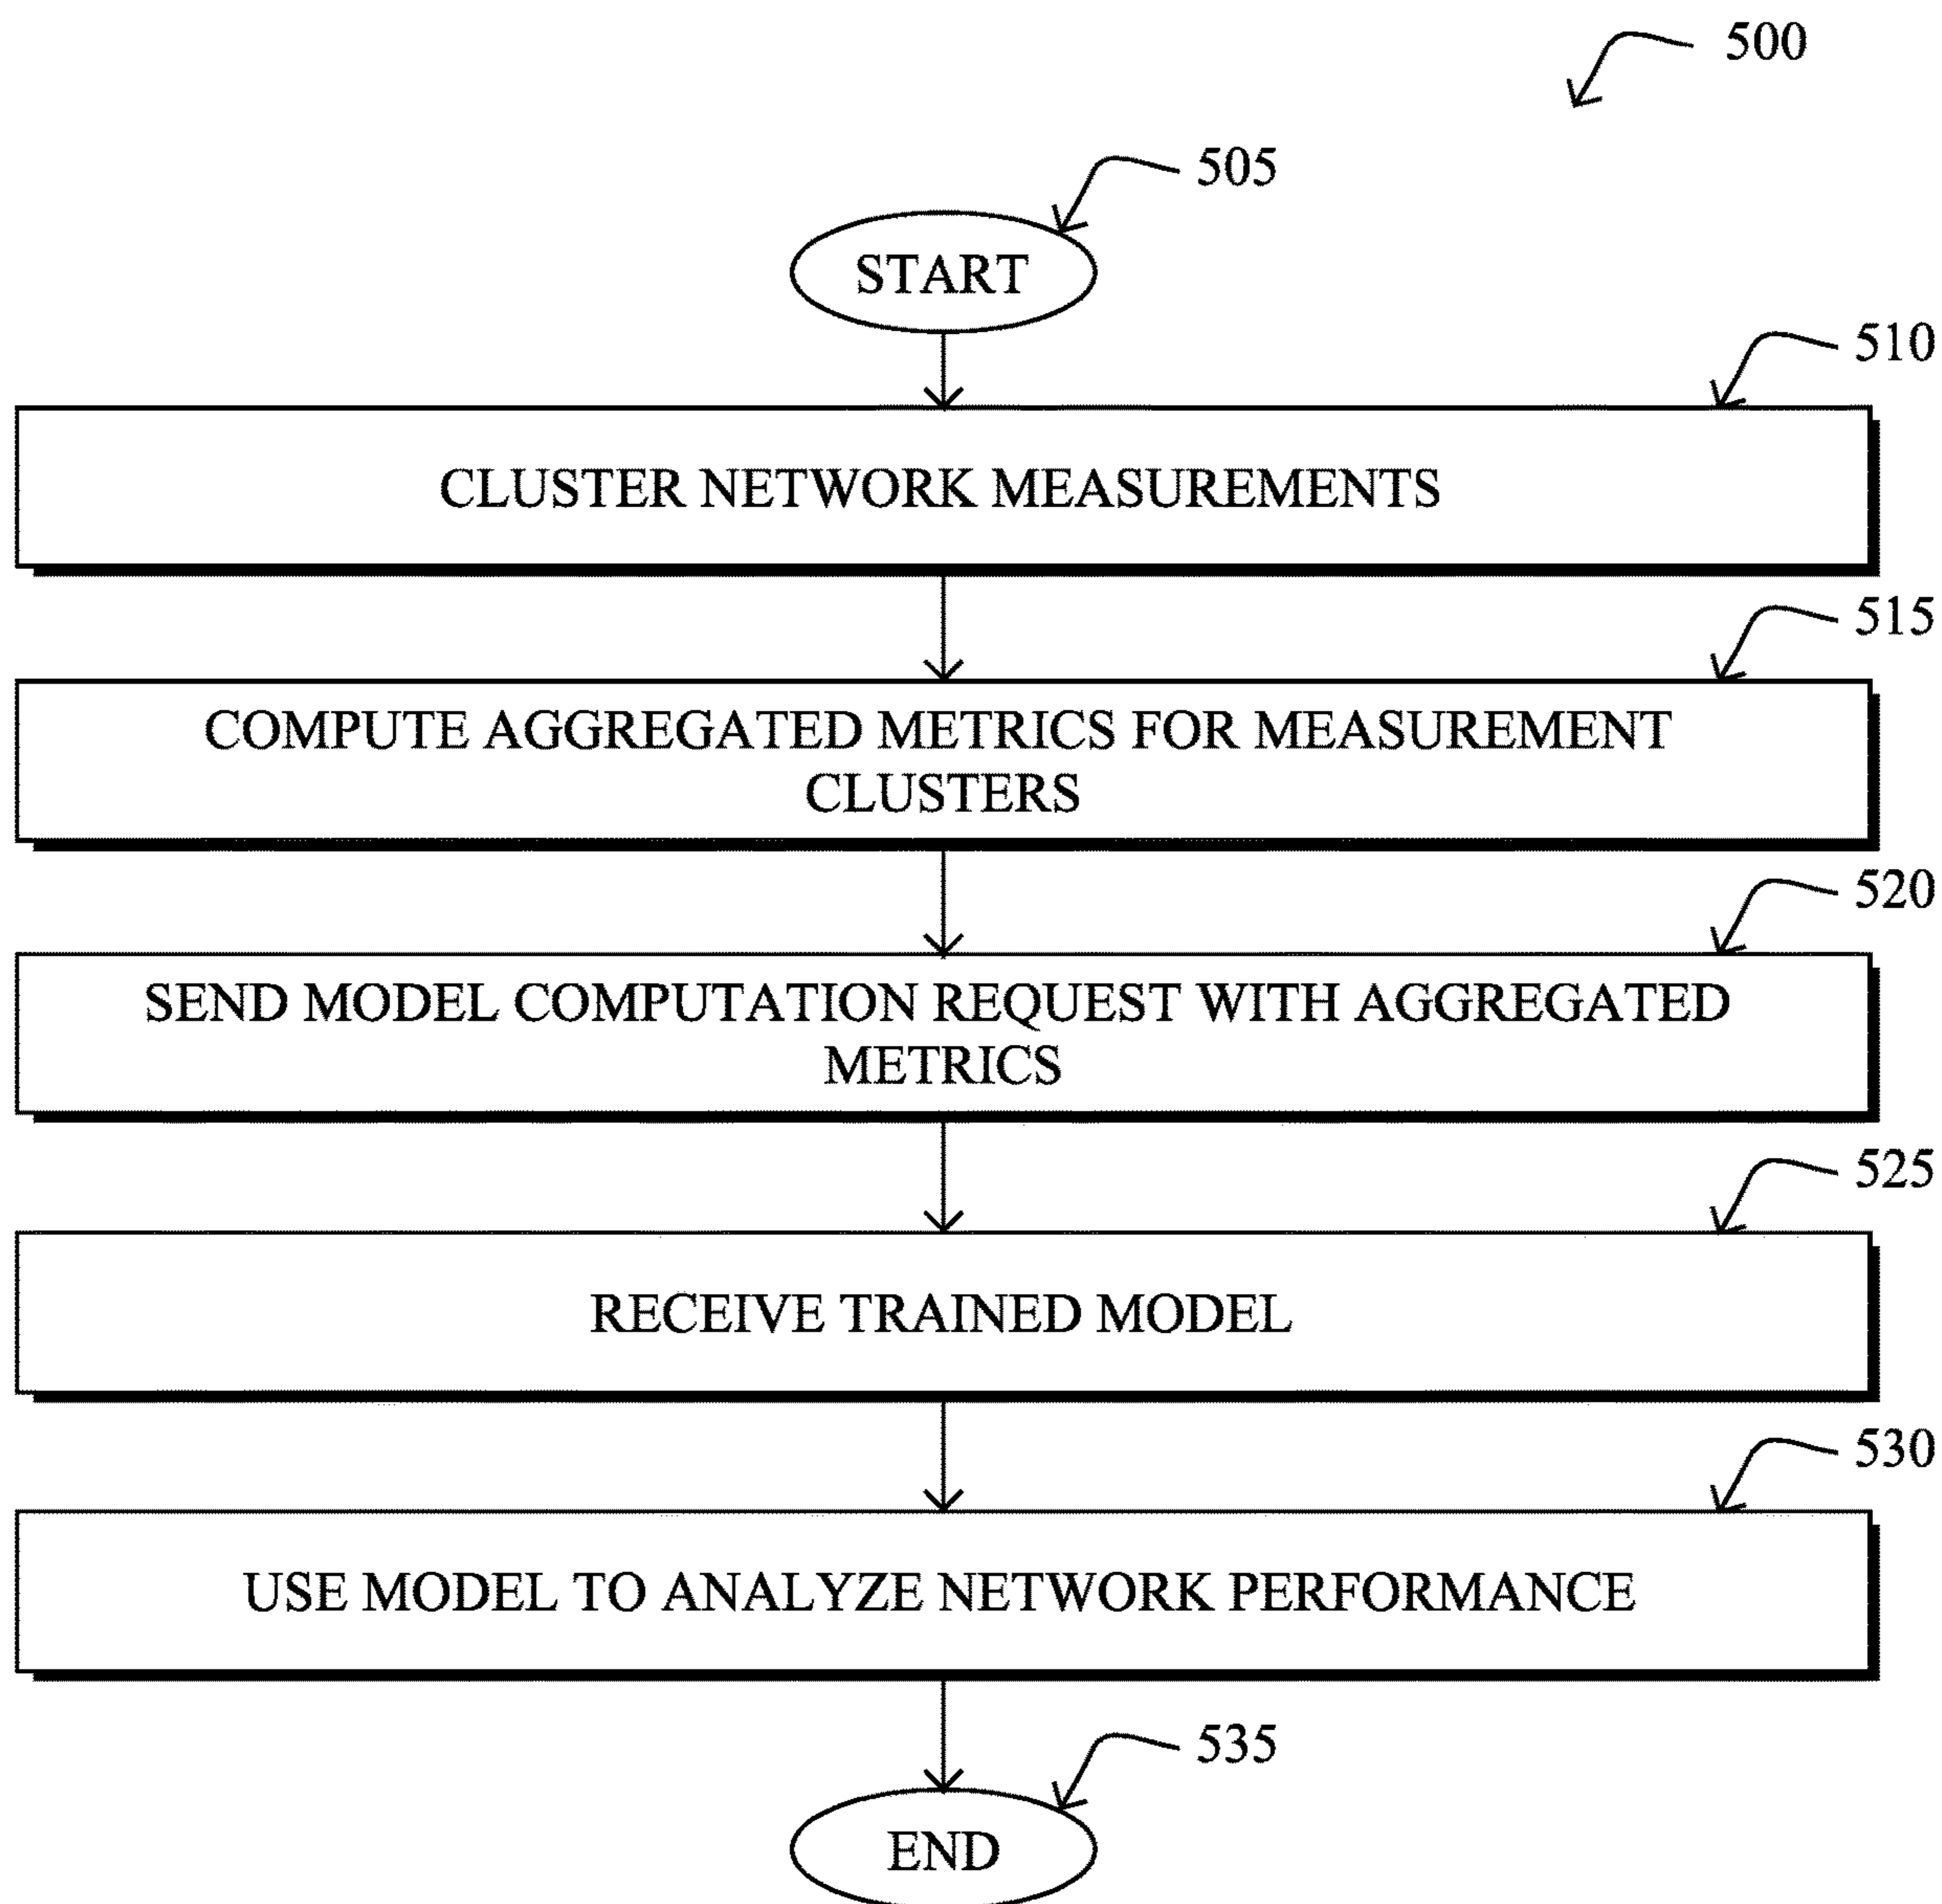 500
505
START
510
CLUSTER NETWORK MEASUREMENTS
515
COMPUTE AGGREGATED METRICS FOR MEASUREMENT
CLUSTERS
520
SEND MODEL COMPUTATION REQUEST WITH AGGREGATED
METRICS
525
RECEIVE TRAINED MODEL
530
USE MODEL TO ANALYZE NETWORK PERFORMANCE
535
END